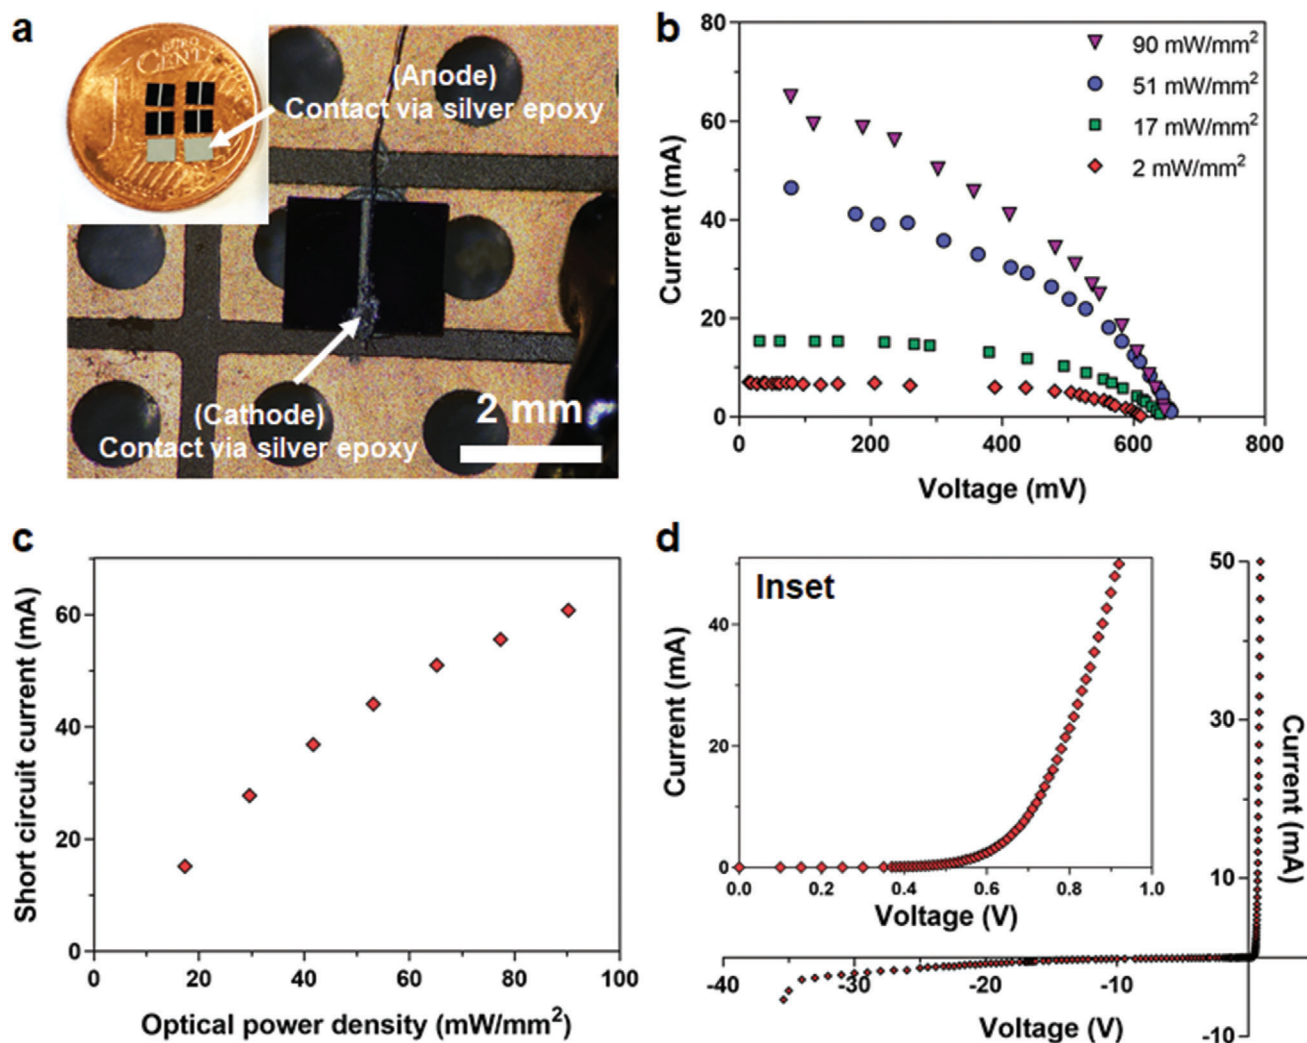 a
EURO
CENT
(Anode)
Contact via silver epoxy
(Cathode)
Contact via silver epoxy
2 mm
b
80
60
40
20
0
Current (mA)
0 200 400 600 800
Voltage (mV)
90 mW/mm²
51 mW/mm²
17 mW/mm²
2 mW/mm²
c
60
40
20
0
Short circuit current (mA)
0 20 40 60 80 100
Optical power density (mW/mm²)
d
Inset
40
20
0
Current (mA)
0.0 0.2 0.4 0.6 0.8 1.0
Voltage (V)
50
30
10
-10
Current (mA)
-40 -30 -20 -10
Voltage (V)